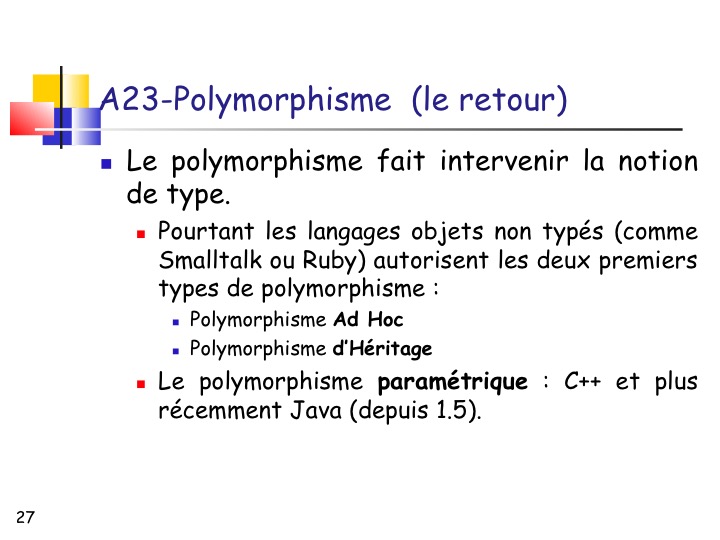 A23-Polymorphisme (le retour)
Le polymorphisme fait intervenir la notion
de type.
Pourtant les langages objets non typés (comme
Smalltalk ou Ruby) autorisent les deux premiers
types de polymorphisme :
Polymorphisme Ad Hoc
Polymorphisme d'Héritage
Le polymorphisme paramétrique : C++ et plus
récemment Java (depuis 1.5).
27